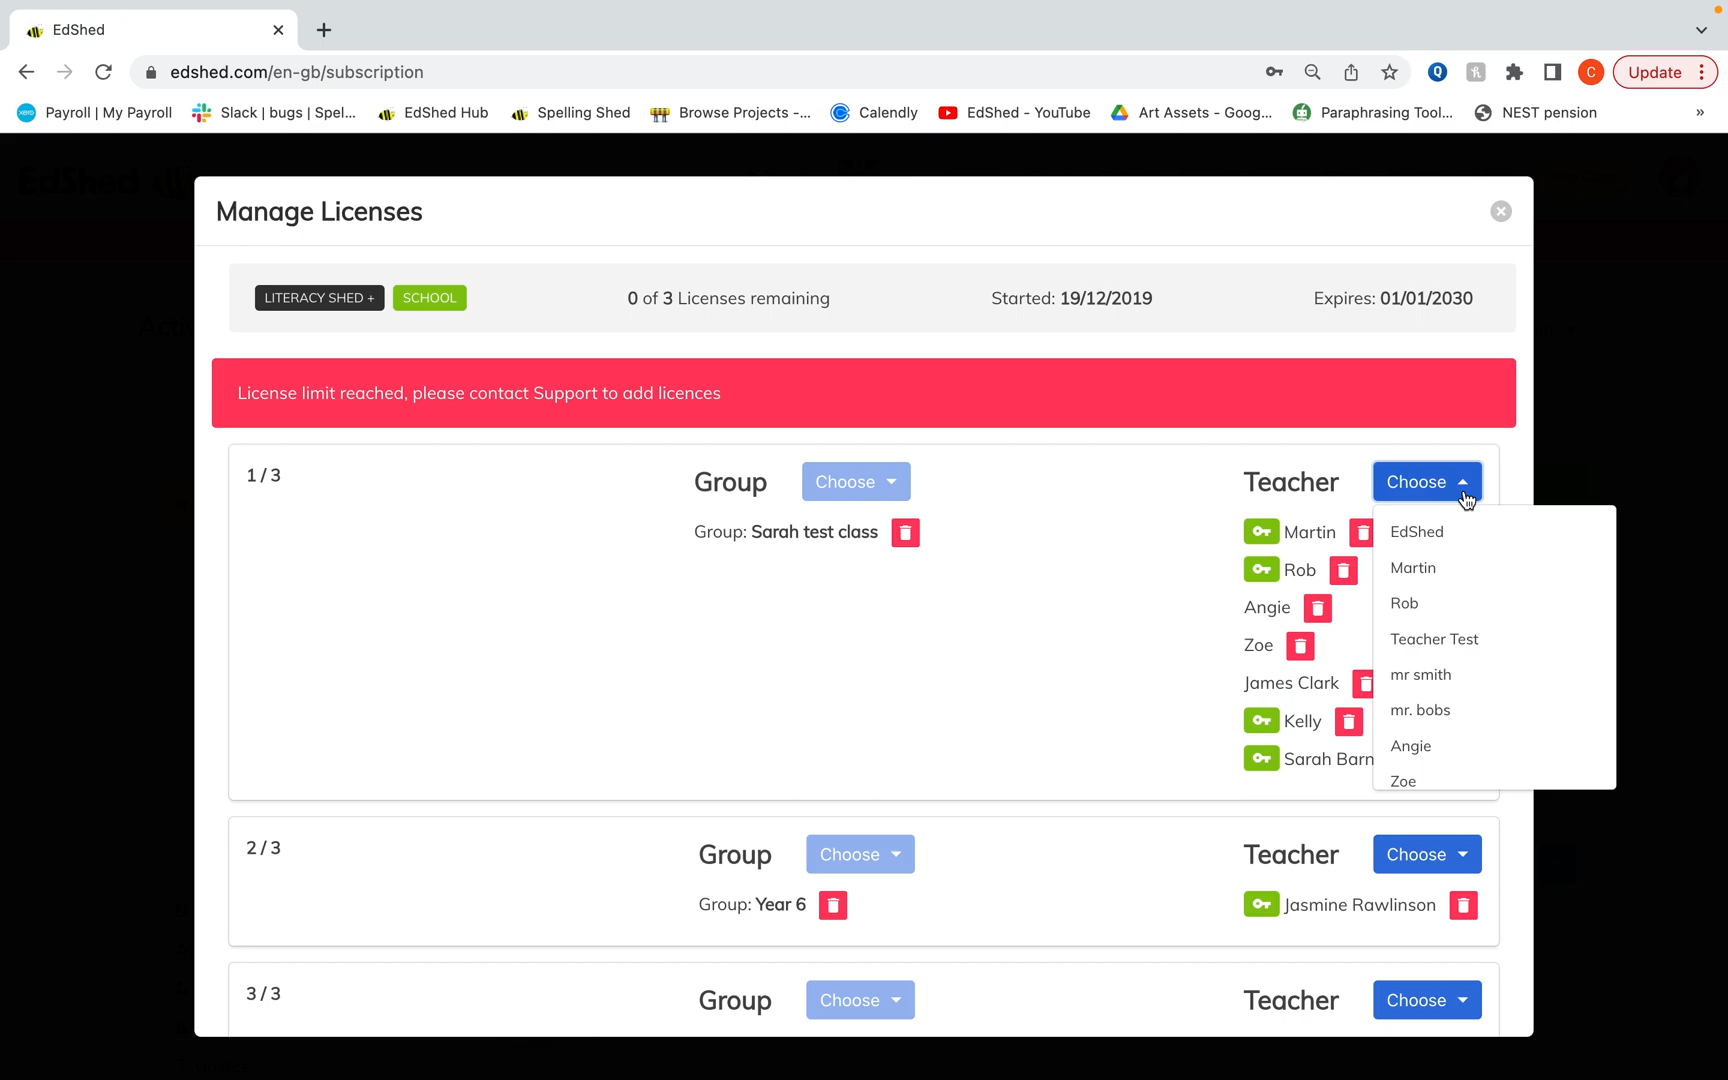 EdShed
edshed.com/en-gb/subscription
Update
Payroll | My Payroll
Slack | bugs | Spel...
EdShed Hub
Spelling Shed
Browse Projects -...
Calendly
EdShed - YouTube
Art Assets - Goog...
Paraphrasing Tool...
NEST pension
»
EdShed
Manage Licenses
LITERACY SHED + SCHOOL 0 of 3 Licenses remaining Started: 19/12/2019 Expires: 01/01/2030
License limit reached, please contact Support to add licences
1 / 3
Group Choose
Group: Sarah test class
Teacher Choose
Martin
Rob
Angie
Zoe
James Clark
Kelly
Sarah Barn
EdShed
Martin
Rob
Teacher Test
mr smith
mr. bobs
Angie
Zoe
2 / 3
Group Choose
Group: Year 6
Teacher Choose
Jasmine Rawlinson
3 / 3
Group Choose
Teacher Choose